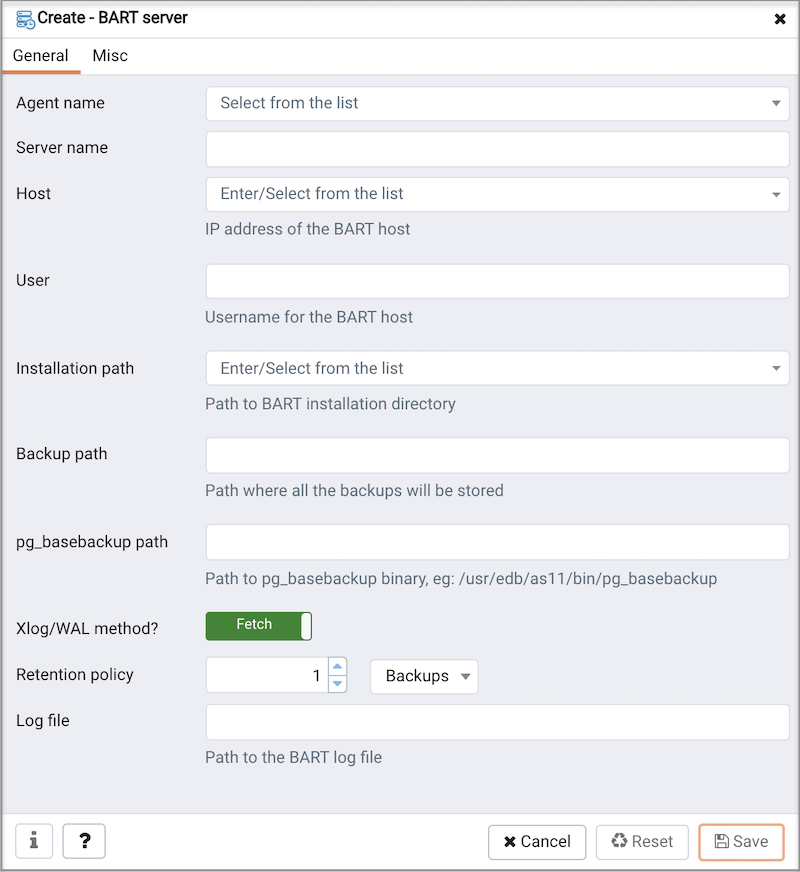 Create - BART server
General Misc
Agent name Select from the list
Server name
Host Enter/Select from the list
IP address of the BART host
User
Username for the BART host
Installation path Enter/Select from the list
Path to BART installation directory
Backup path
Path where all the backups will be stored
pg_basebackup path
Path to pg_basebackup binary, eg: /usr/edb/as11/bin/pg_basebackup
Xlog/WAL method? Fetch
Retention policy 1 Backups
Log file
Path to the BART log file
i ? Cancel Reset Save